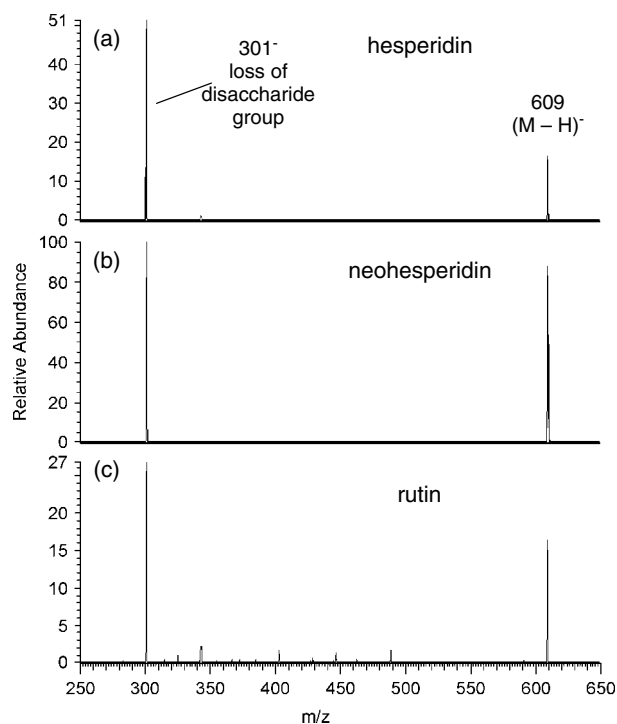 51
(a)
301-
loss of
disaccharide
group
hesperidin
609
(M – H)-
40
30
20
10
0
100
(b)
neohesperidin
80
60
40
20
0
Relative Abundance
27
(c)
rutin
20
15
10
5
0
250 300 350 400 450 500 550 600 650
m/z